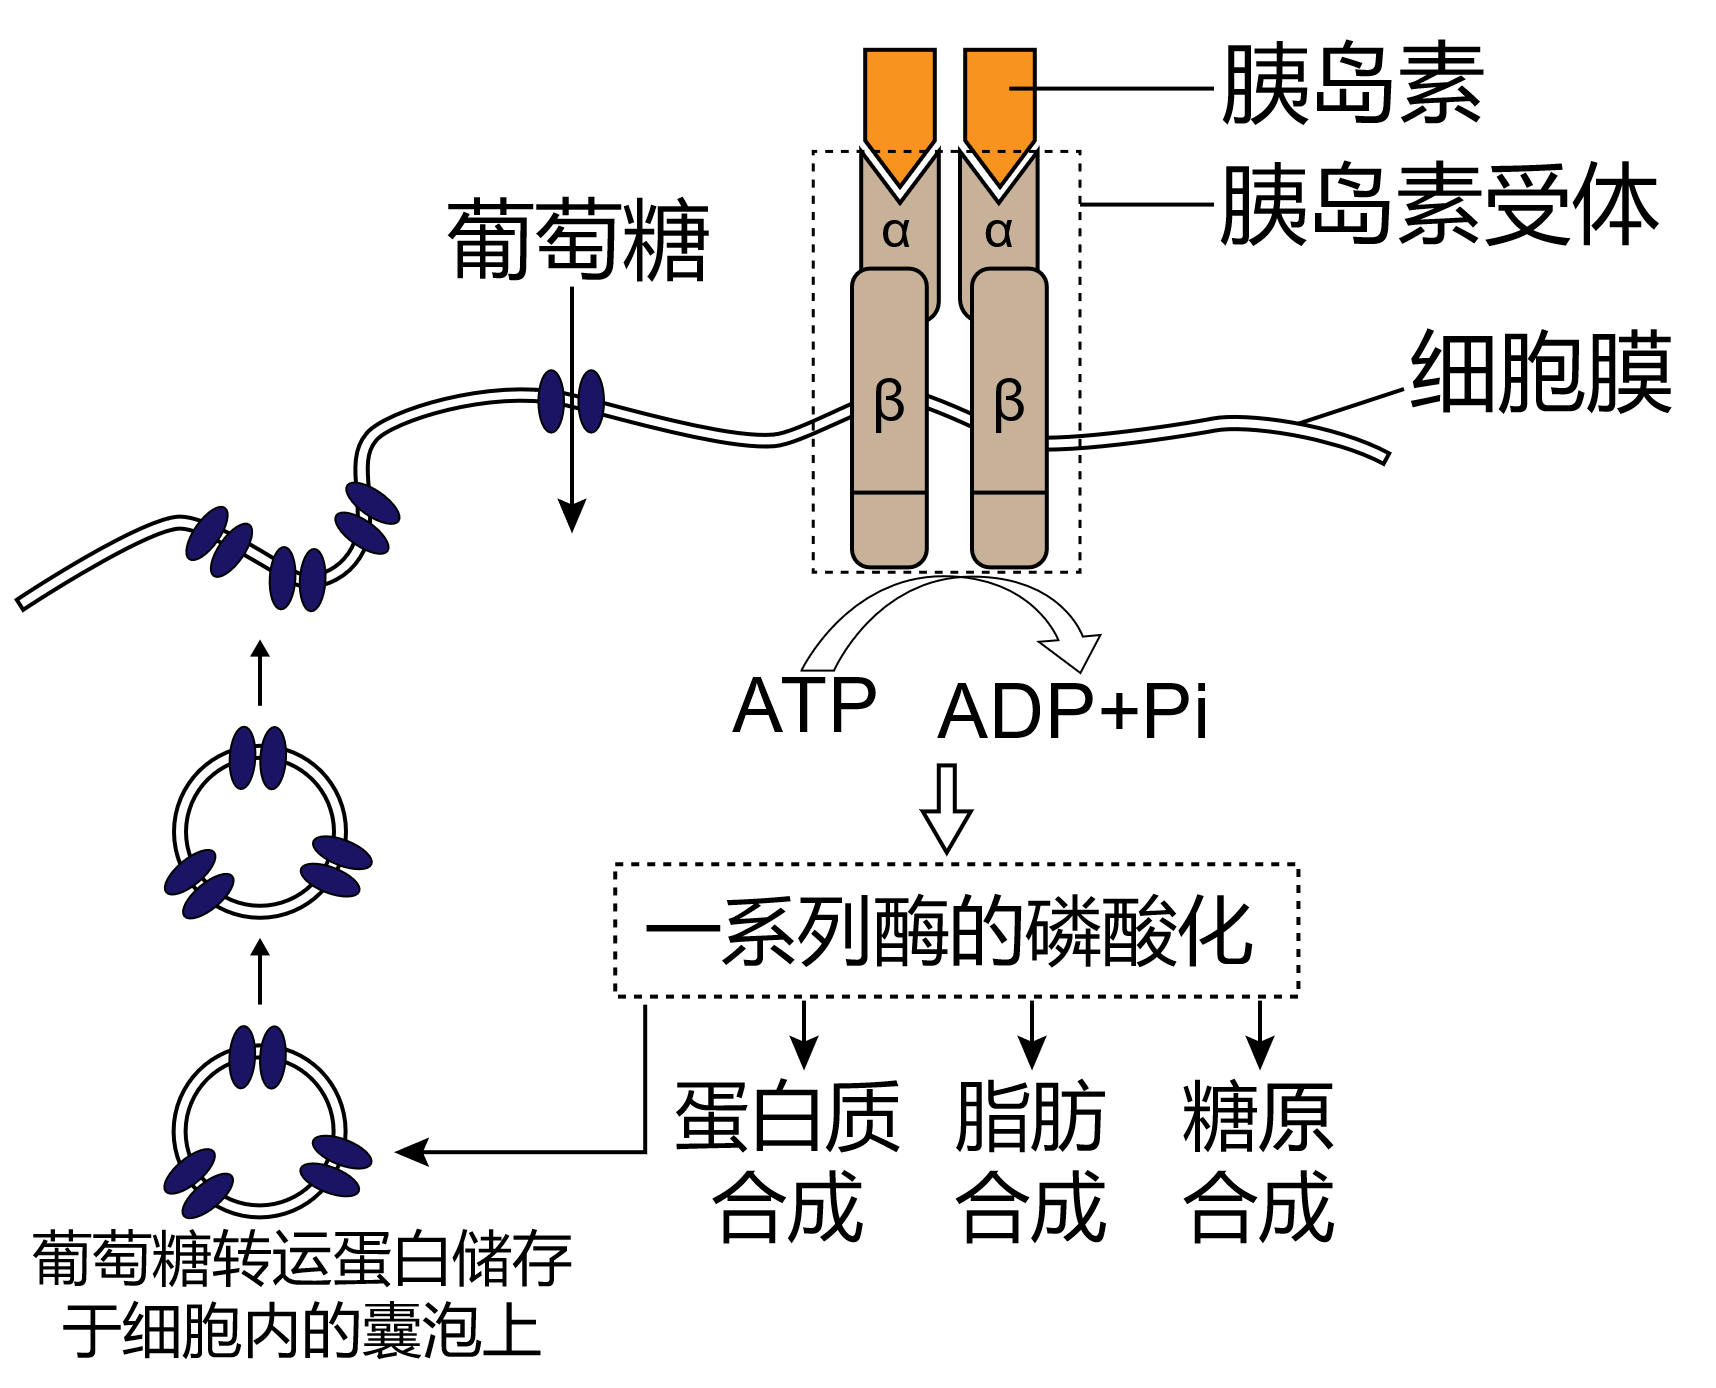 胰岛素
胰岛素受体
葡萄糖
α
α
细胞膜
β
β
ATP
ADP+Pi
一系列酶的磷酸化
蛋白质
合成
脂肪
合成
糖原
合成
葡萄糖转运蛋白储存
于细胞内的囊泡上